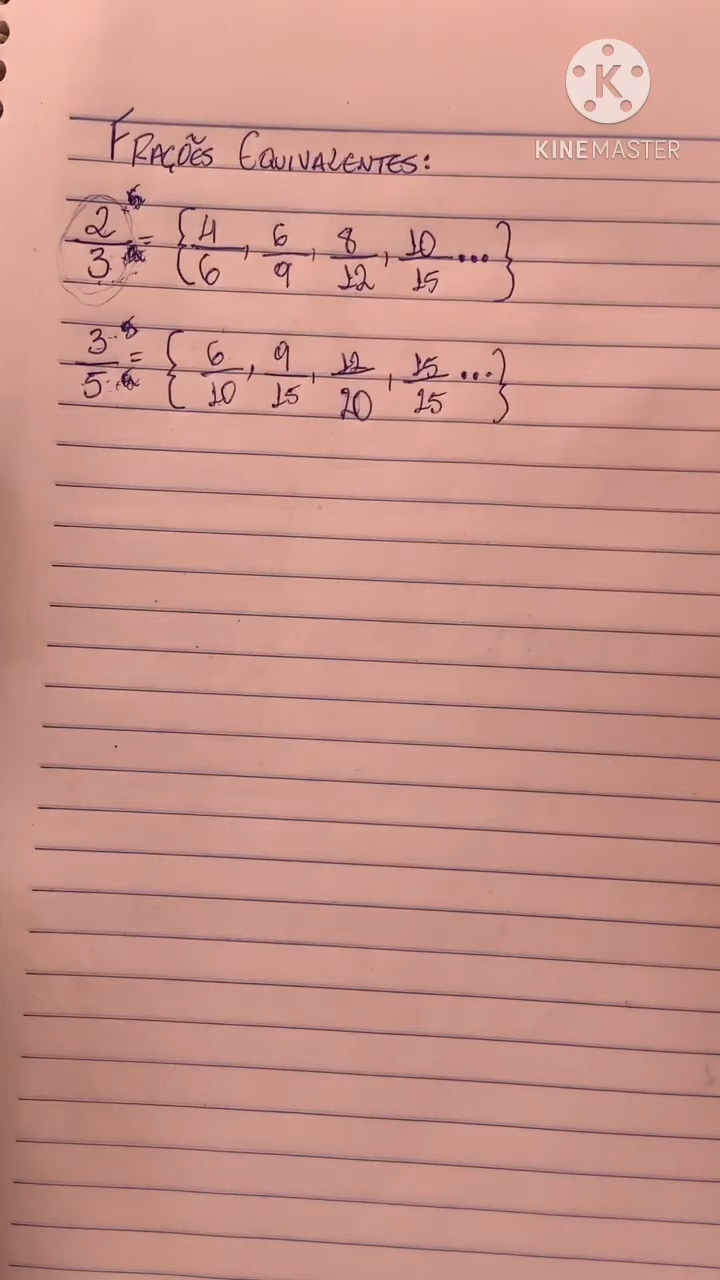 K
KINEMASTER
FRAÇÕES EQUIVALENTES:
2/3 = { 4/6 , 6/9 , 8/12 , 10/15 ... }
3/5 = { 6/10 , 9/15 , 12/20 , 15/25 ... }